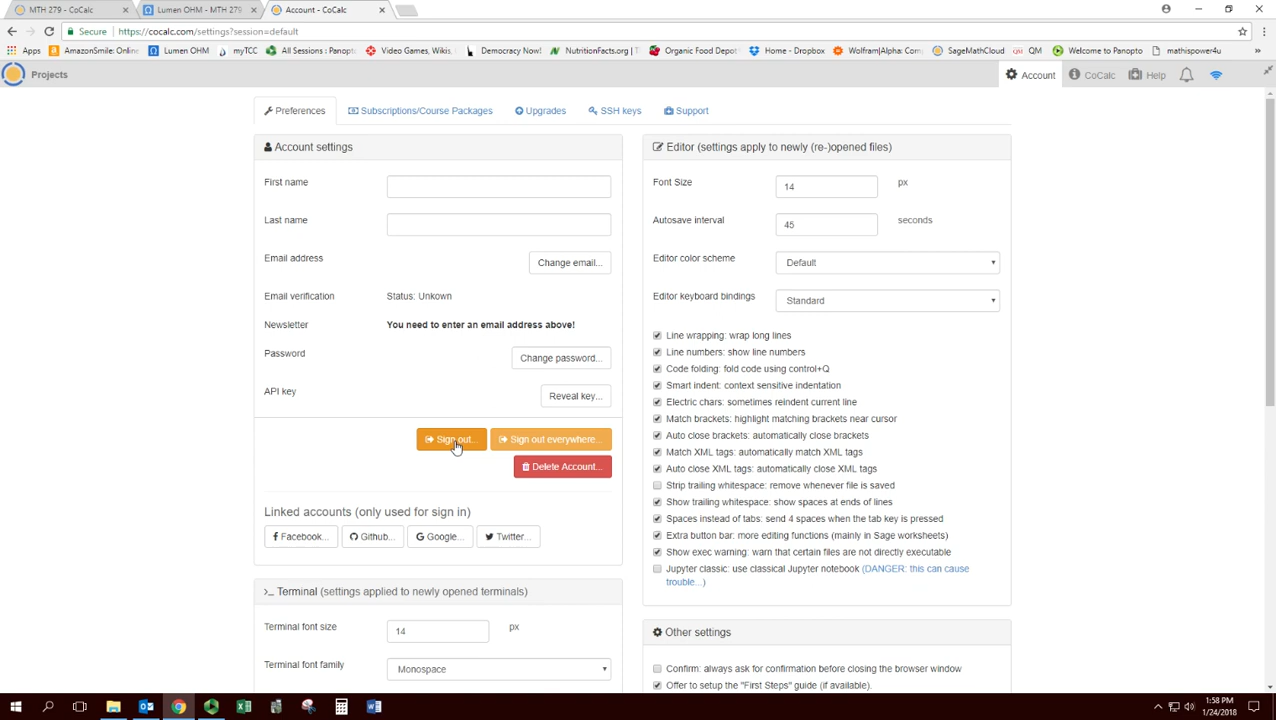 MTH 279 - CoCalc
Lumen OHM - MTH 279
Account - CoCalc
Secure
https://cocalc.com/settings?session=default
Apps
AmazonSmile: Online
Lumen OHM
myTCC
All Sessions : Panopto
Video Games, Wikis,
Democracy Now!
NutritionFacts.org |
Organic Food Depot
Home - Dropbox
Wolfram|Alpha: Com
SageMathCloud
QM
QM
Welcome to Panopto
mathispower4u
»
Projects
Account
CoCalc
Help
Preferences
Subscriptions/Course Packages
Upgrades
SSH keys
Support
Account settings
First name
Last name
Email address
Change email...
Email verification
Status: Unkown
Newsletter
You need to enter an email address above!
Password
Change password...
API key
Reveal key...
Sign out...
Sign out everywhere...
Delete Account...
Linked accounts (only used for sign in)
Facebook...
Github...
Google...
Twitter...
>_ Terminal (settings applied to newly opened terminals)
Terminal font size
14
px
Terminal font family
Monospace
Editor (settings apply to newly (re-)opened files)
Font Size
14
px
Autosave interval
45
seconds
Editor color scheme
Default
Editor keyboard bindings
Standard
Line wrapping: wrap long lines
Line numbers: show line numbers
Code folding: fold code using control+Q
Smart indent: context sensitive indentation
Electric chars: sometimes reindent current line
Match brackets: highlight matching brackets near cursor
Auto close brackets: automatically close brackets
Match XML tags: automatically match XML tags
Auto close XML tags: automatically close XML tags
Strip trailing whitespace: remove whenever file is saved
Show trailing whitespace: show spaces at ends of lines
Spaces instead of tabs: send 4 spaces when the tab key is pressed
Extra button bar: more editing functions (mainly in Sage worksheets)
Show exec warning: warn that certain files are not directly executable
Jupyter classic: use classical Jupyter notebook (DANGER: this can cause
trouble...)
Other settings
Confirm: always ask for confirmation before closing the browser window
Offer to setup the "First Steps" guide (if available).
1:58 PM
1/24/2018